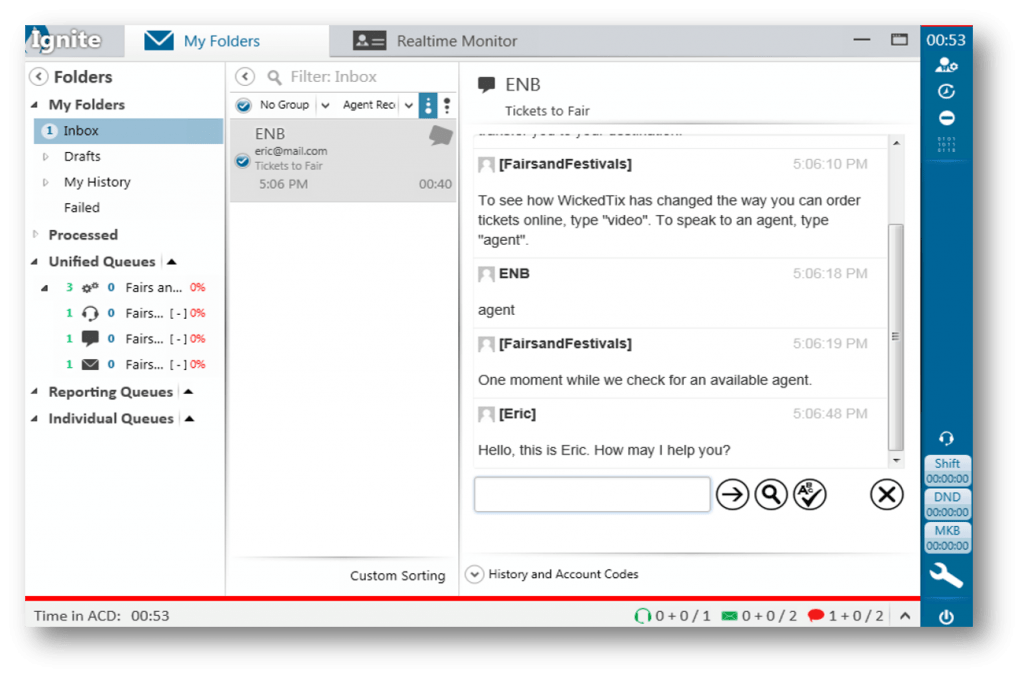 Ignite
My Folders
Realtime Monitor
00:53
Folders
My Folders
1 Inbox
Drafts
My History
Failed
Processed
Unified Queues
3 0 Fairs an... 0%
1 0 Fairs... [-] 0%
1 0 Fairs... [-] 0%
1 0 Fairs... [-] 0%
Reporting Queues
Individual Queues
Filter: Inbox
No Group Agent Rec
ENB
eric@mail.com
Tickets to Fair
5:06 PM 00:40
Custom Sorting
ENB
Tickets to Fair
transfer you to your destination.
[FairsandFestivals] 5:06:10 PM
To see how WickedTix has changed the way you can order
tickets online, type "video". To speak to an agent, type
"agent".
ENB 5:06:18 PM
agent
[FairsandFestivals] 5:06:19 PM
One moment while we check for an available agent.
[Eric] 5:06:48 PM
Hello, this is Eric. How may I help you?
ABC
History and Account Codes
Shift
00:00:00
DND
00:00:00
MKB
00:00:00
Time in ACD: 00:53
0+0/1 0+0/2 1+0/2